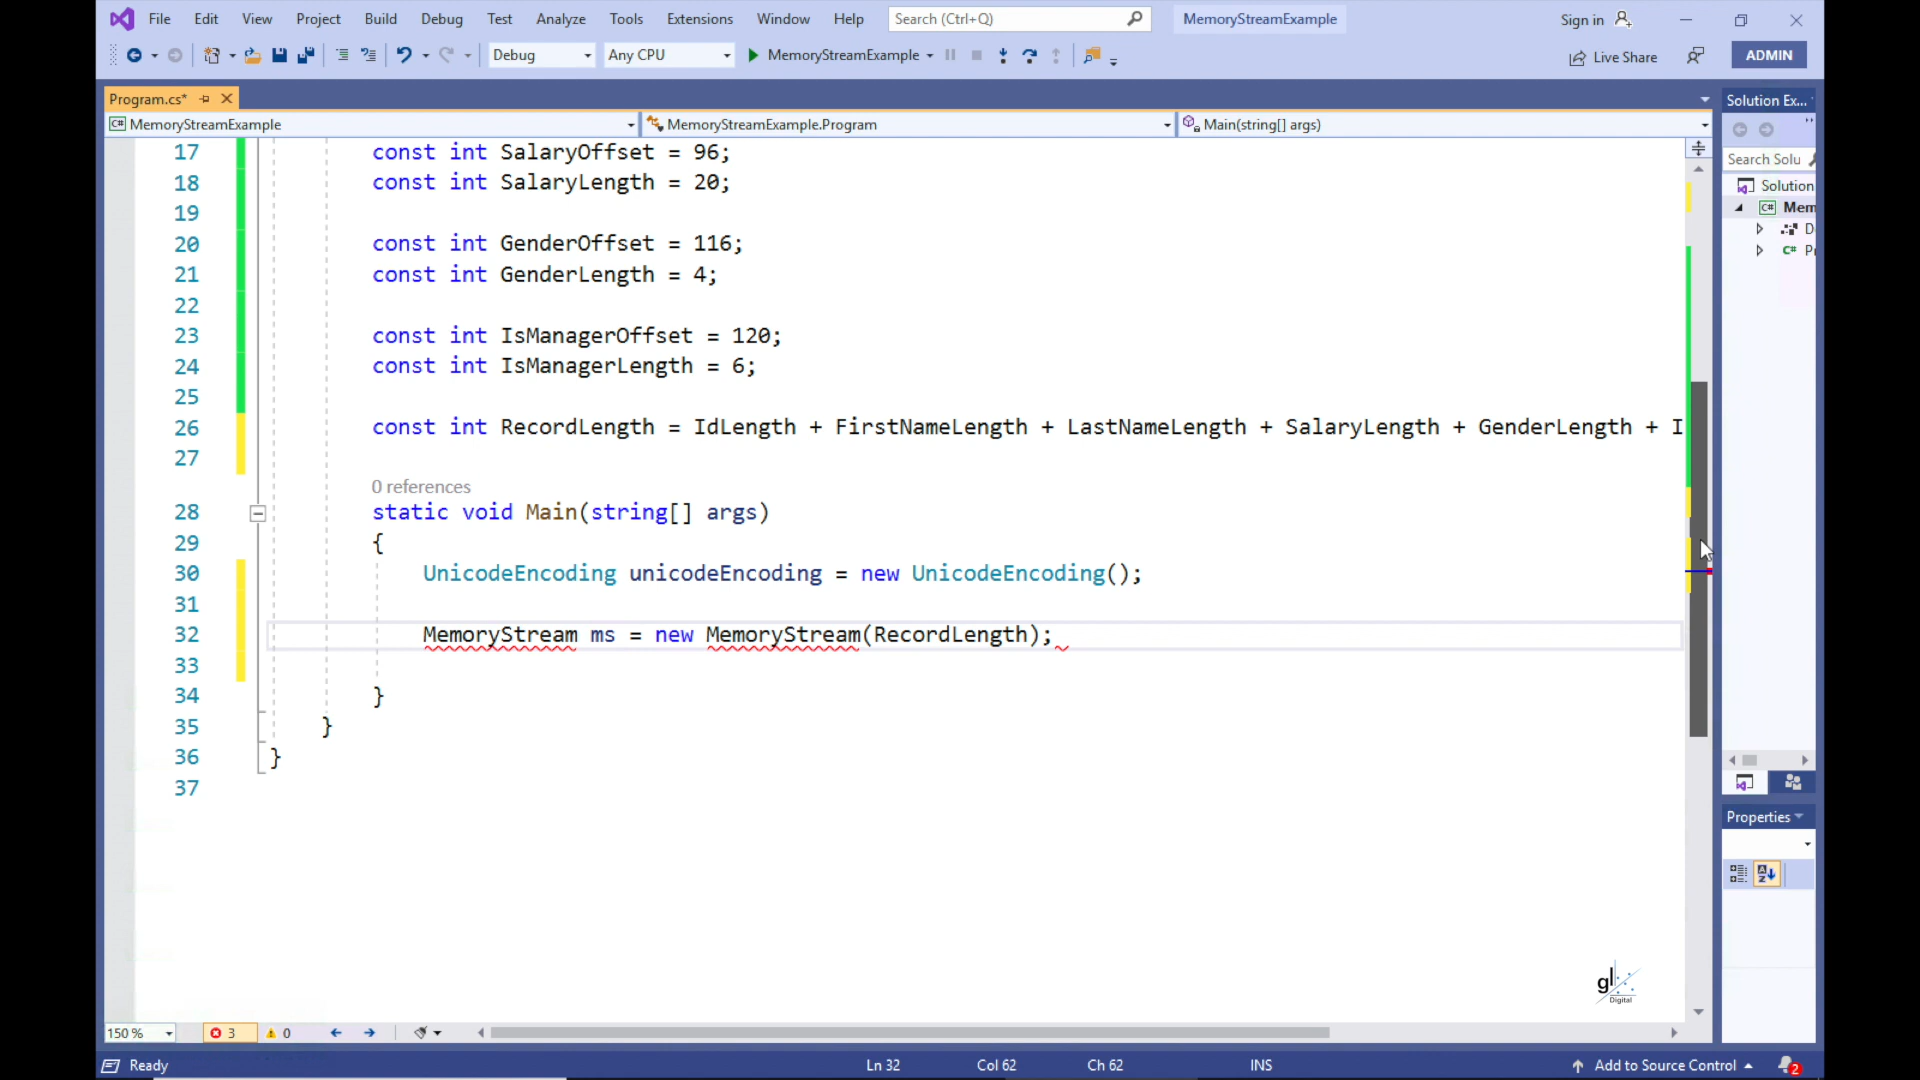 File Edit View Project Build Debug Test Analyze Tools Extensions Window Help Search (Ctrl+Q) MemoryStreamExample Sign in
Debug Any CPU MemoryStreamExample Live Share ADMIN
Program.cs* Solution Ex...
C# MemoryStreamExample MemoryStreamExample.Program Main(string[] args)
Search Solu
Solution
C# Mem
D
C# Pr
17 const int SalaryOffset = 96;
18 const int SalaryLength = 20;
19
20 const int GenderOffset = 116;
21 const int GenderLength = 4;
22
23 const int IsManagerOffset = 120;
24 const int IsManagerLength = 6;
25
26 const int RecordLength = IdLength + FirstNameLength + LastNameLength + SalaryLength + GenderLength + I
27
0 references
28 static void Main(string[] args)
29 {
30 UnicodeEncoding unicodeEncoding = new UnicodeEncoding();
31
32 MemoryStream ms = new MemoryStream(RecordLength);
33
34 }
35 }
36 }
37
Properties
gl
Digital
150 % 3 0
Ready Ln 32 Col 62 Ch 62 INS Add to Source Control 2